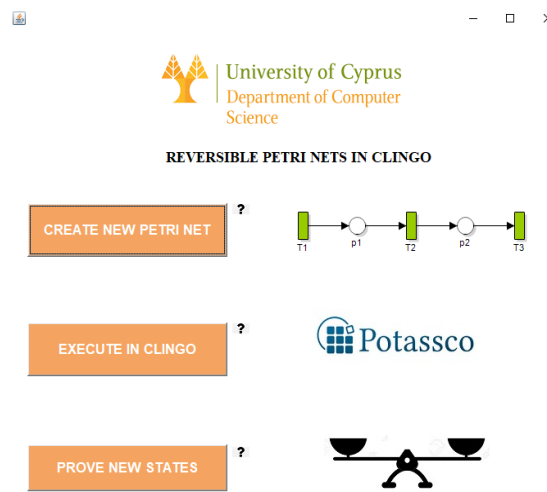 University of Cyprus
Department of Computer
Science
REVERSIBLE PETRI NETS IN CLINGO
CREATE NEW PETRI NET
?
T1
p1
T2
p2
T3
EXECUTE IN CLINGO
?
Potassco
PROVE NEW STATES
?